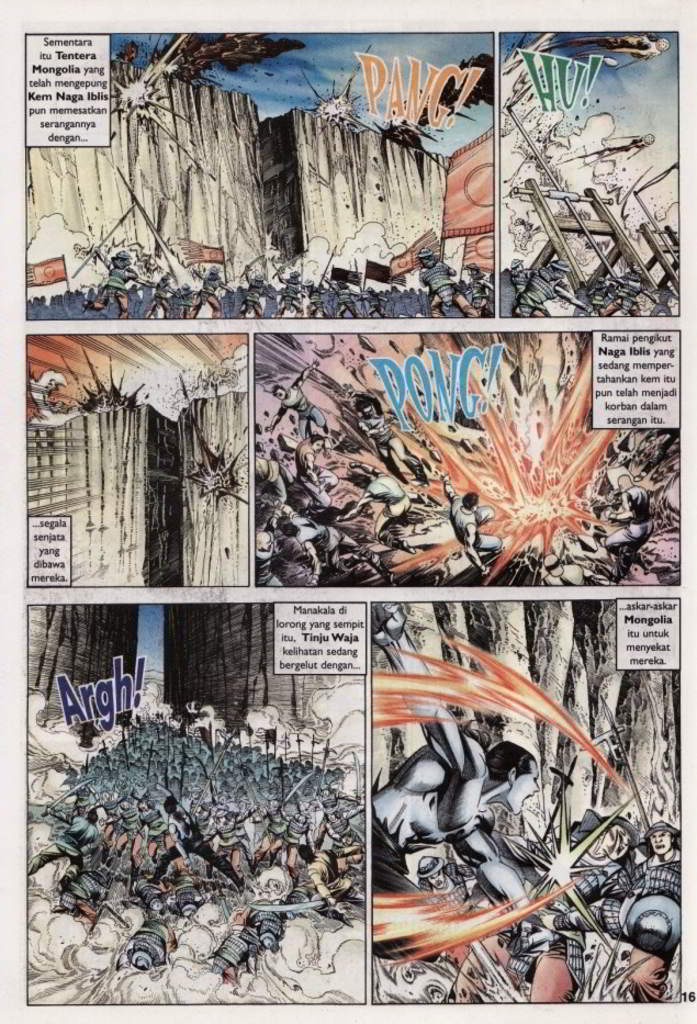 Sementara
itu Tentera
Mongolia yang
telah mengepung
Kem Naga Iblis
pun memesatkan
serangannya
dengan...
PANG!
HU!
...segala
senjata
yang
dibawa
mereka.
PONG!
Ramai pengikut
Naga Iblis yang
sedang memper-
tahankan kem itu
pun telah menjadi
korban dalam
serangan itu.
Argh!
Manakala di
lorong yang sempit
itu, Tinju Waja
kelihatan sedang
bergelut dengan...
...askar-askar
Mongolia
itu untuk
menyekat
mereka.
16